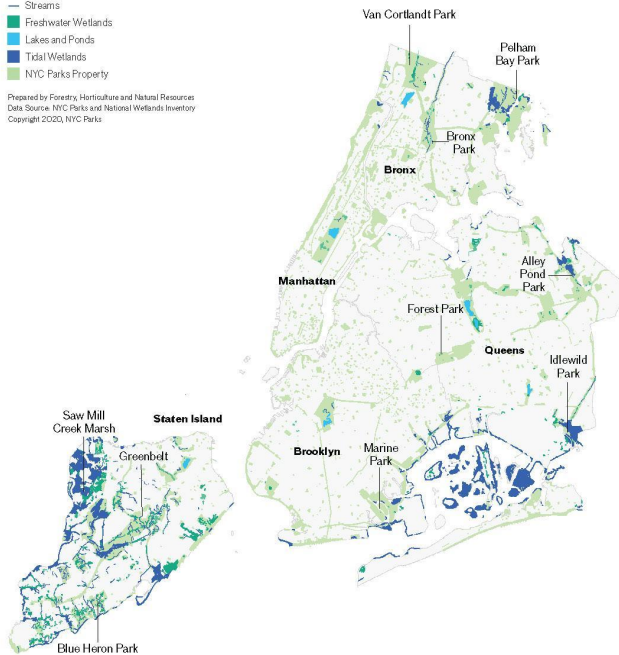 Streams
Freshwater Wetlands
Lakes and Ponds
Tidal Wetlands
NYC Parks Property
Prepared by Forestry, Horticulture and Natural Resources
Data Source: NYC Parks and National Wetlands Inventory
Copyright 2020, NYC Parks
Van Cortlandt Park
Pelham
Bay Park
Bronx
Park
Bronx
Manhattan
Alley
Pond
Park
Forest Park
Queens
Idlewild
Park
Saw Mill
Creek Marsh
Staten Island
Greenbelt
Brooklyn
Marine
Park
Blue Heron Park